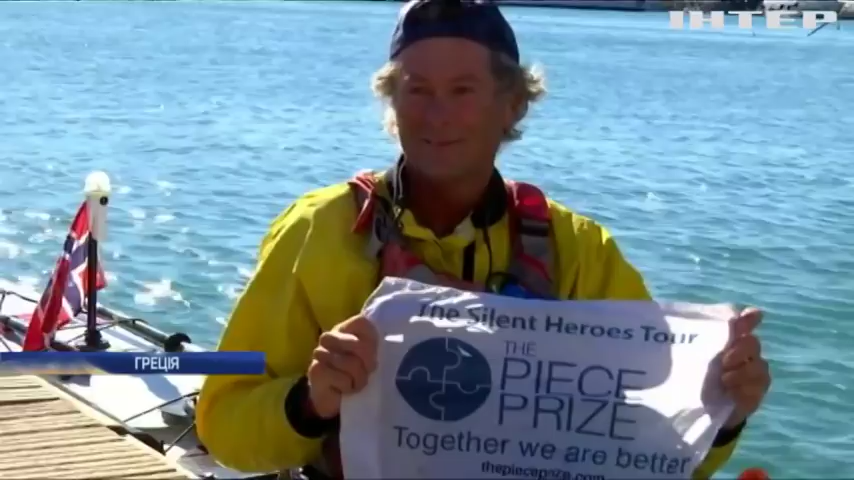 ІНТЕР
The Silent Heroes Tour
THE
PIECE
PRIZE
ГРЕЦІЯ
Together we are better
thepieceprize.com